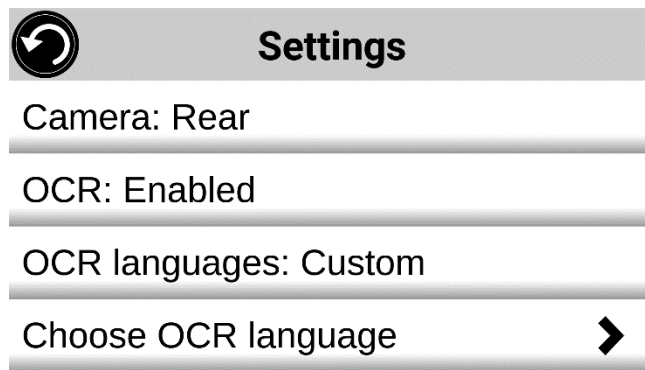 Settings
Camera: Rear
OCR: Enabled
OCR languages: Custom
Choose OCR language